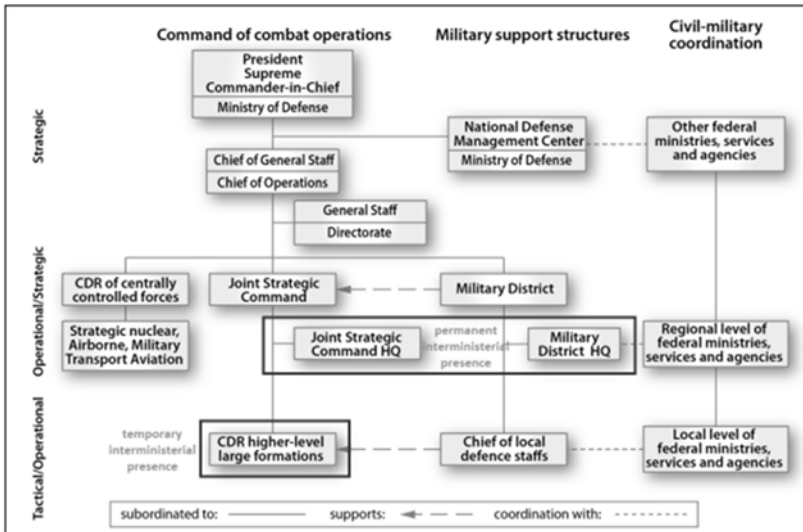 Command of combat operations
Military support structures
Civil-military
coordination
Strategic
President
Supreme
Commander-in-Chief
Ministry of Defense
National Defense
Management Center
Ministry of Defense
Other federal
ministries, services
and agencies
Chief of General Staff
Chief of Operations
General Staff
Directorate
Operational/Strategic
CDR of centrally
controlled forces
Joint Strategic
Command
Military District
Strategic nuclear,
Airborne, Military
Transport Aviation
Joint Strategic
Command HQ
permanent
interministerial
presence
Military
District HQ
Regional level of
federal ministries,
services and agencies
Tactical/Operational
temporary
interministerial
presence
CDR higher-level
large formations
Chief of local
defence staffs
Local level of
federal ministries,
services and agencies
subordinated to:
supports:
coordination with: